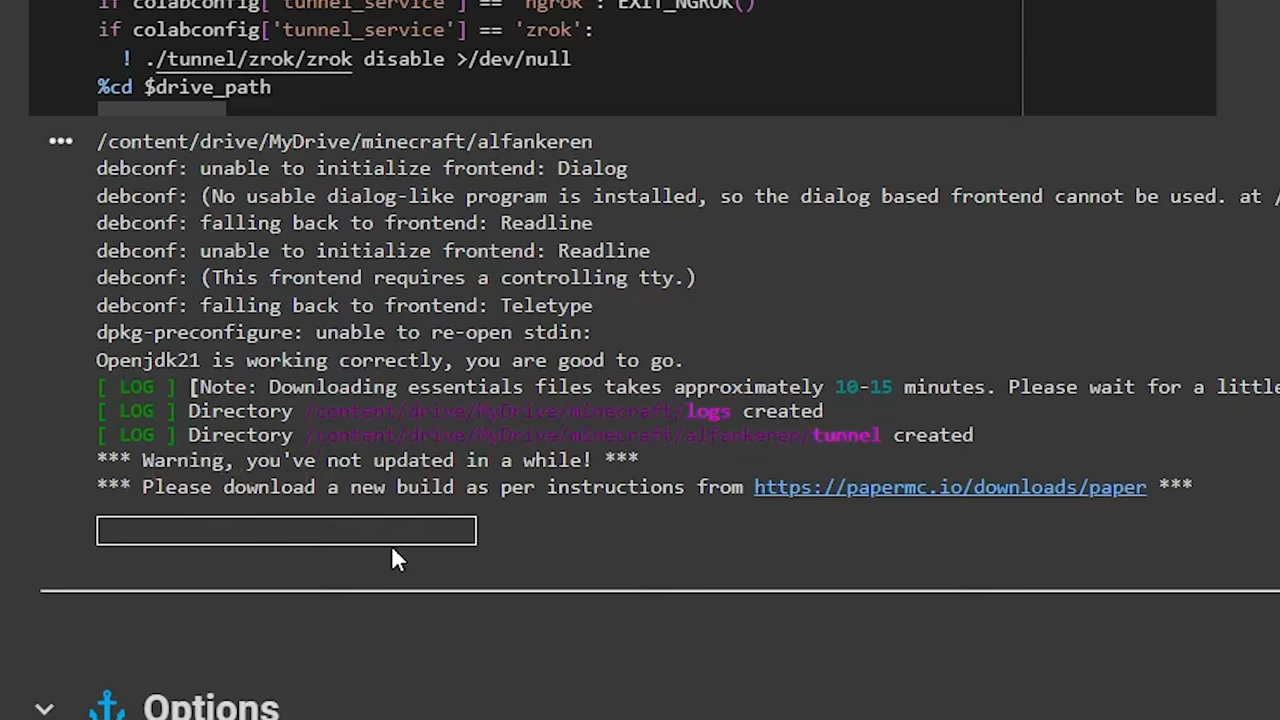 if colabconfig['tunnel_service'] == 'ngrok': EXIT_NGROK()
if colabconfig['tunnel_service'] == 'zrok':
! ./tunnel/zrok/zrok disable >/dev/null
%cd $drive_path
/content/drive/MyDrive/minecraft/alfankeren
debconf: unable to initialize frontend: Dialog
debconf: (No usable dialog-like program is installed, so the dialog based frontend cannot be used. at /
debconf: falling back to frontend: Readline
debconf: unable to initialize frontend: Readline
debconf: (This frontend requires a controlling tty.)
debconf: falling back to frontend: Teletype
dpkg-preconfigure: unable to re-open stdin:
Openjdk21 is working correctly, you are good to go.
[ LOG ] [Note: Downloading essentials files takes approximately 10-15 minutes. Please wait for a little
[ LOG ] Directory /content/drive/MyDrive/minecraft/logs created
[ LOG ] Directory /content/drive/MyDrive/minecraft/alfankeren/tunnel created
*** Warning, you've not updated in a while! ***
*** Please download a new build as per instructions from https://papermc.io/downloads/paper ***
Options